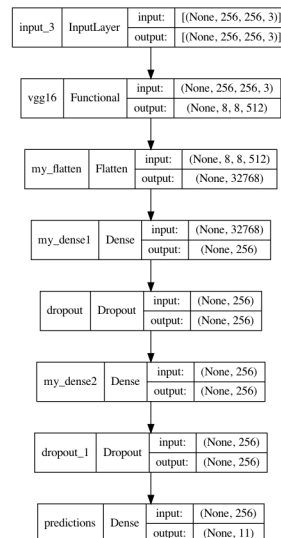 input_3 InputLayer input: [(None, 256, 256, 3)]
output: [(None, 256, 256, 3)]
vgg16 Functional input: (None, 256, 256, 3)
output: (None, 8, 8, 512)
my_flatten Flatten input: (None, 8, 8, 512)
output: (None, 32768)
my_dense1 Dense input: (None, 32768)
output: (None, 256)
dropout Dropout input: (None, 256)
output: (None, 256)
my_dense2 Dense input: (None, 256)
output: (None, 256)
dropout_1 Dropout input: (None, 256)
output: (None, 256)
predictions Dense input: (None, 256)
output: (None, 11)